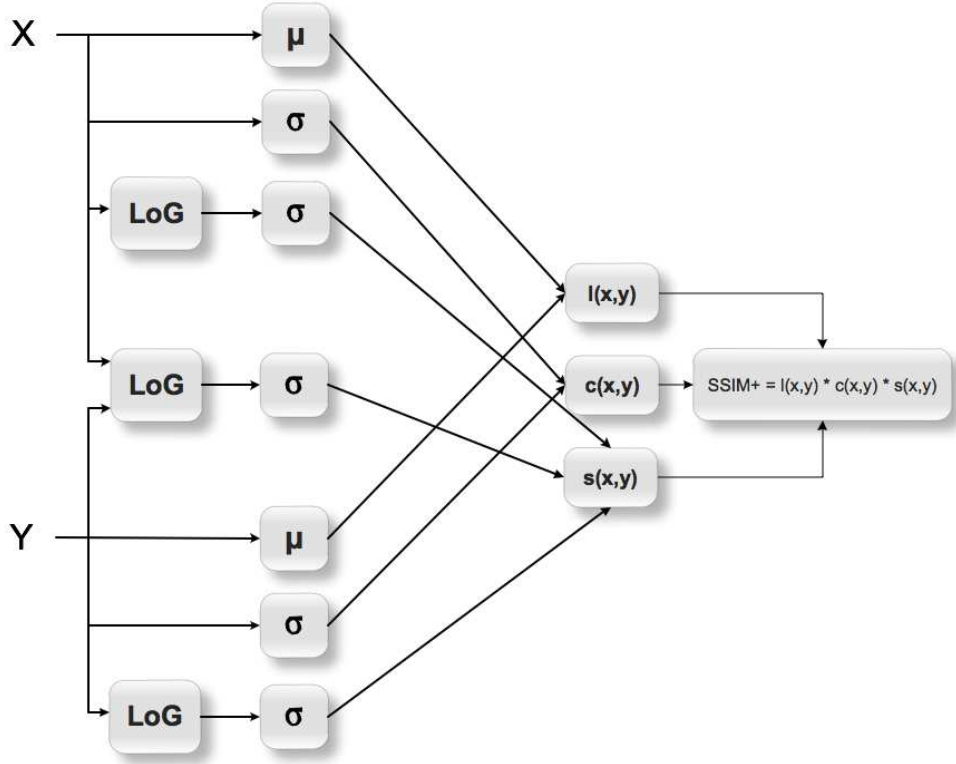 X
μ
σ
LoG
σ
l(x,y)
LoG
σ
c(x,y)
SSIM+ = l(x,y) * c(x,y) * s(x,y)
s(x,y)
Y
μ
σ
LoG
σ